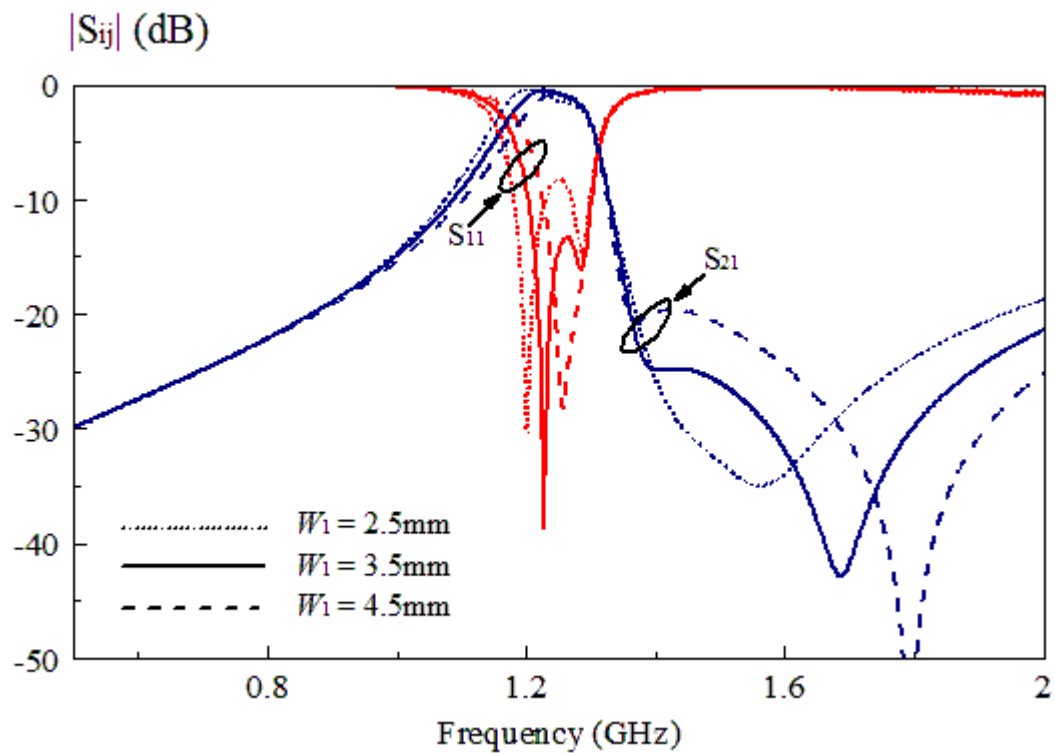 |Sij| (dB)
0
-10
-20
-30
-40
-50
S11
S21
W1 = 2.5mm
W1 = 3.5mm
W1 = 4.5mm
0.8
1.2
1.6
2
Frequency (GHz)